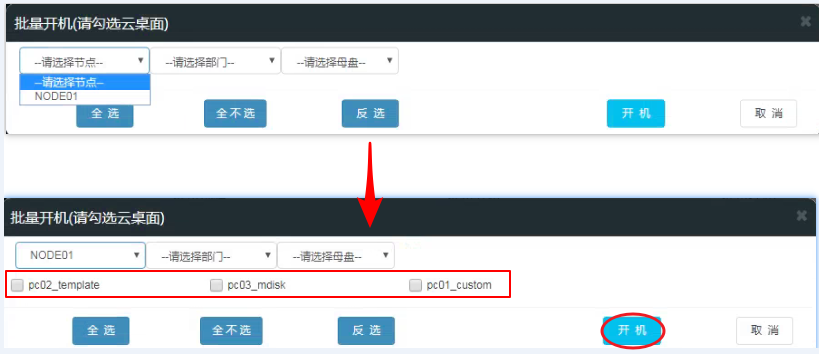 批量开机(请勾选云桌面)
--请选择节点-- --请选择部门-- --请选择母盘--
--请选择节点--
NODE01
全选 全不选 反选 开机 取消
批量开机(请勾选云桌面)
NODE01 --请选择部门-- --请选择母盘--
pc02_template pc03_mdisk pc01_custom
全选 全不选 反选 开机 取消